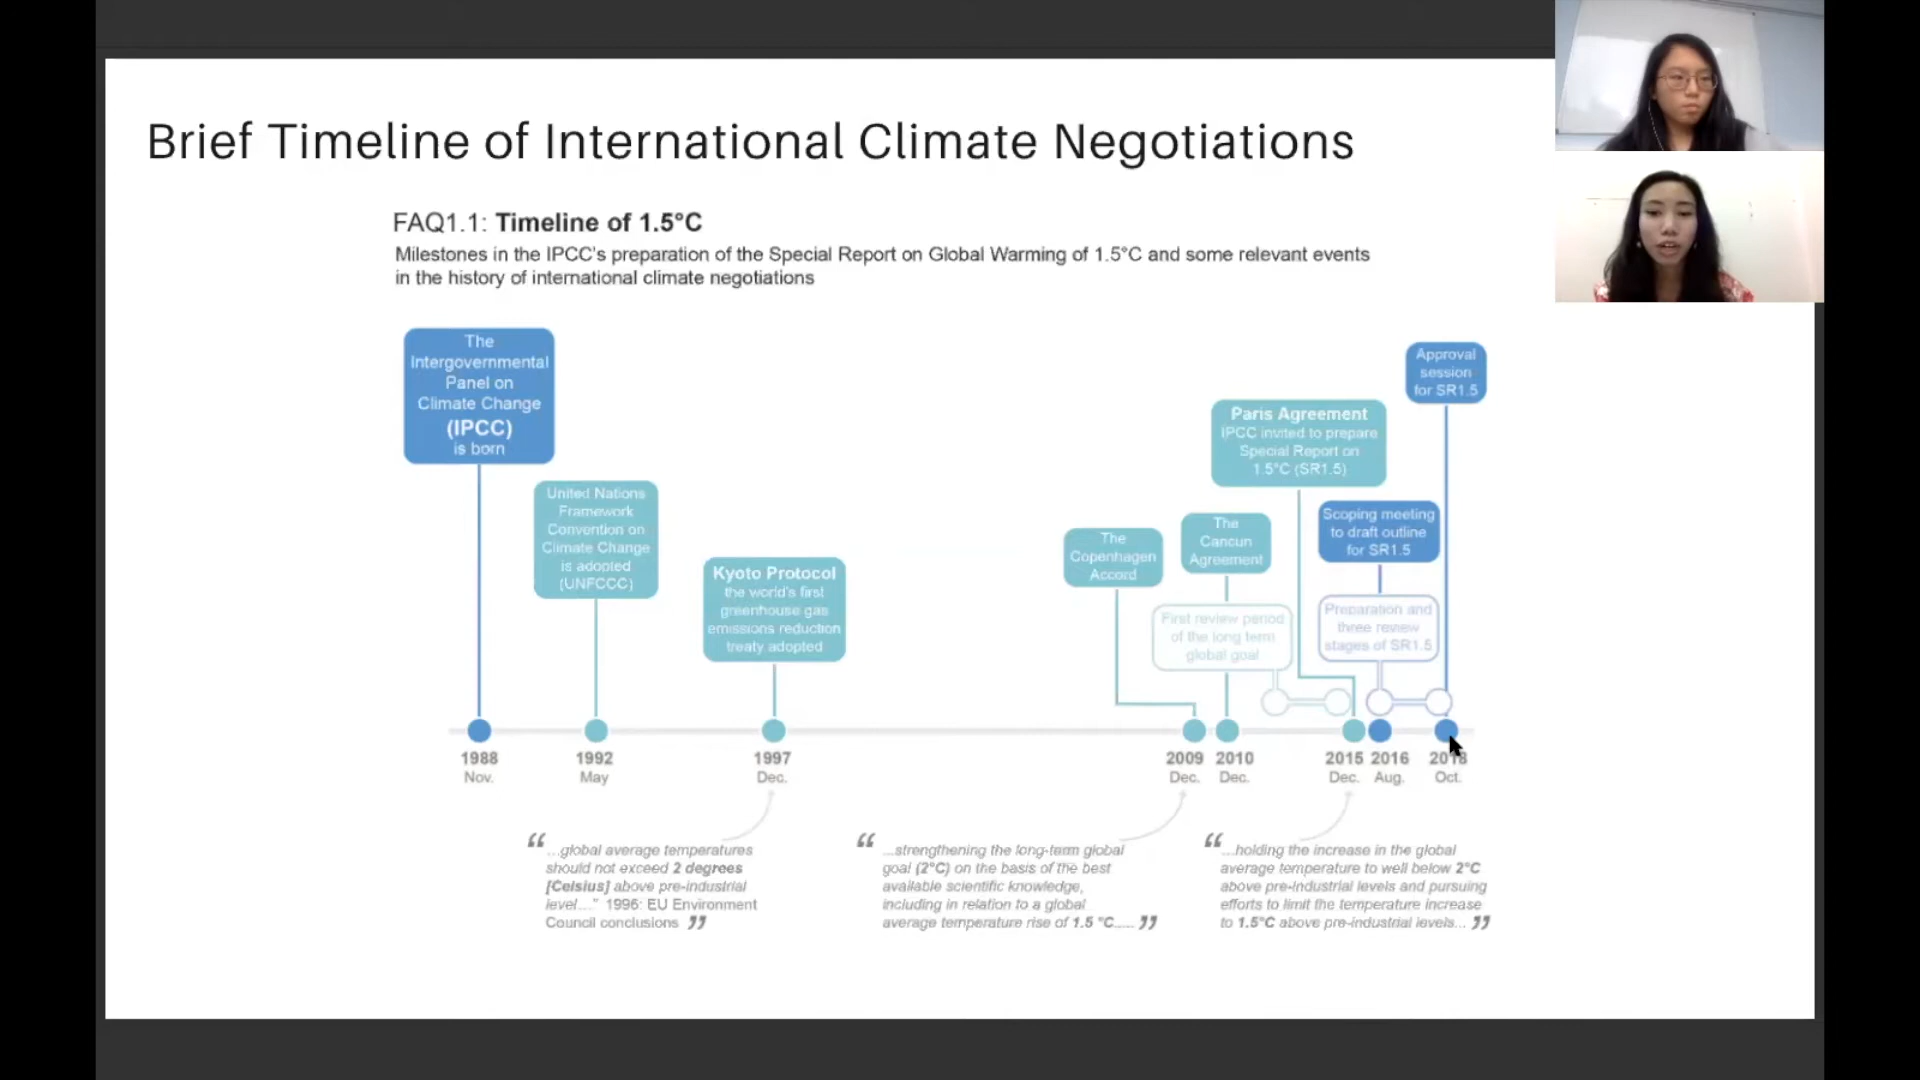 Brief Timeline of International Climate Negotiations
FAQ1.1: Timeline of 1.5°C
Milestones in the IPCC's preparation of the Special Report on Global Warming of 1.5°C and some relevant events
in the history of international climate negotiations
The
Intergovernmental
Panel on
Climate Change
(IPCC)
is born
United Nations
Framework
Convention on
Climate Change
is adopted
(UNFCCC)
Kyoto Protocol
the world's first
greenhouse gas
emissions reduction
treaty adopted
The
Copenhagen
Accord
The
Cancun
Agreement
First review period
of the long term
global goal
Paris Agreement
IPCC invited to prepare
Special Report on
1.5°C (SR1.5)
Scoping meeting
to draft outline
for SR1.5
Preparation and
three review
stages of SR1.5
Approval
session
for SR1.5
1988
Nov.
1992
May
1997
Dec.
2009
Dec.
2010
Dec.
2015
Dec.
2016
Aug.
2018
Oct.
“ ...global average temperatures
should not exceed 2 degrees
[Celsius] above pre-industrial
level...." 1996: EU Environment
Council conclusions ”
“ ...strengthening the long-term global
goal (2°C) on the basis of the best
available scientific knowledge,
including in relation to a global
average temperature rise of 1.5 °C..... ”
“ ...holding the increase in the global
average temperature to well below 2°C
above pre-industrial levels and pursuing
efforts to limit the temperature increase
to 1.5°C above pre-industrial levels... ”